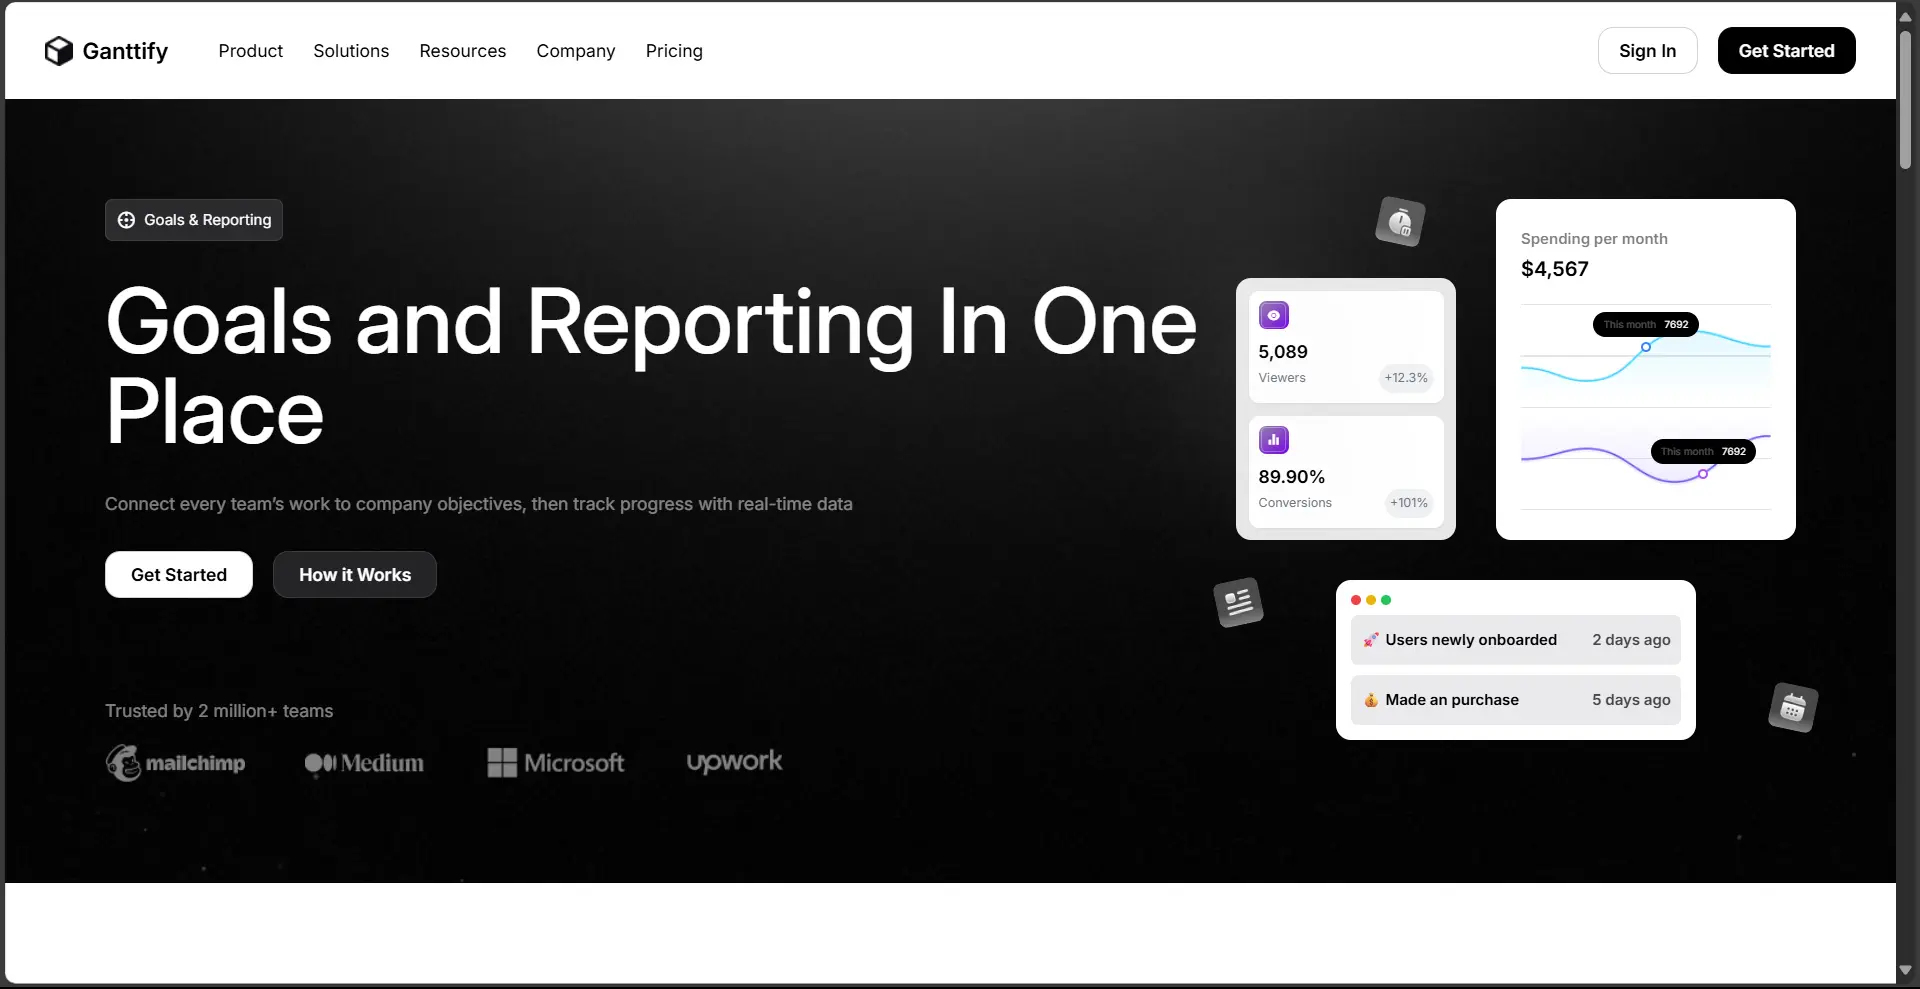 Ganttify
Product
Solutions
Resources
Company
Pricing
Sign In
Get Started
Goals & Reporting
Goals and Reporting In One
Place
Connect every team’s work to company objectives, then track progress with real-time data
Get Started
How it Works
Trusted by 2 million+ teams
mailchimp
Medium
Microsoft
upwork
5,089
Viewers
+12.3%
89.90%
Conversions
+101%
Spending per month
$4,567
This month 7692
This month 7692
Users newly onboarded
2 days ago
Made an purchase
5 days ago